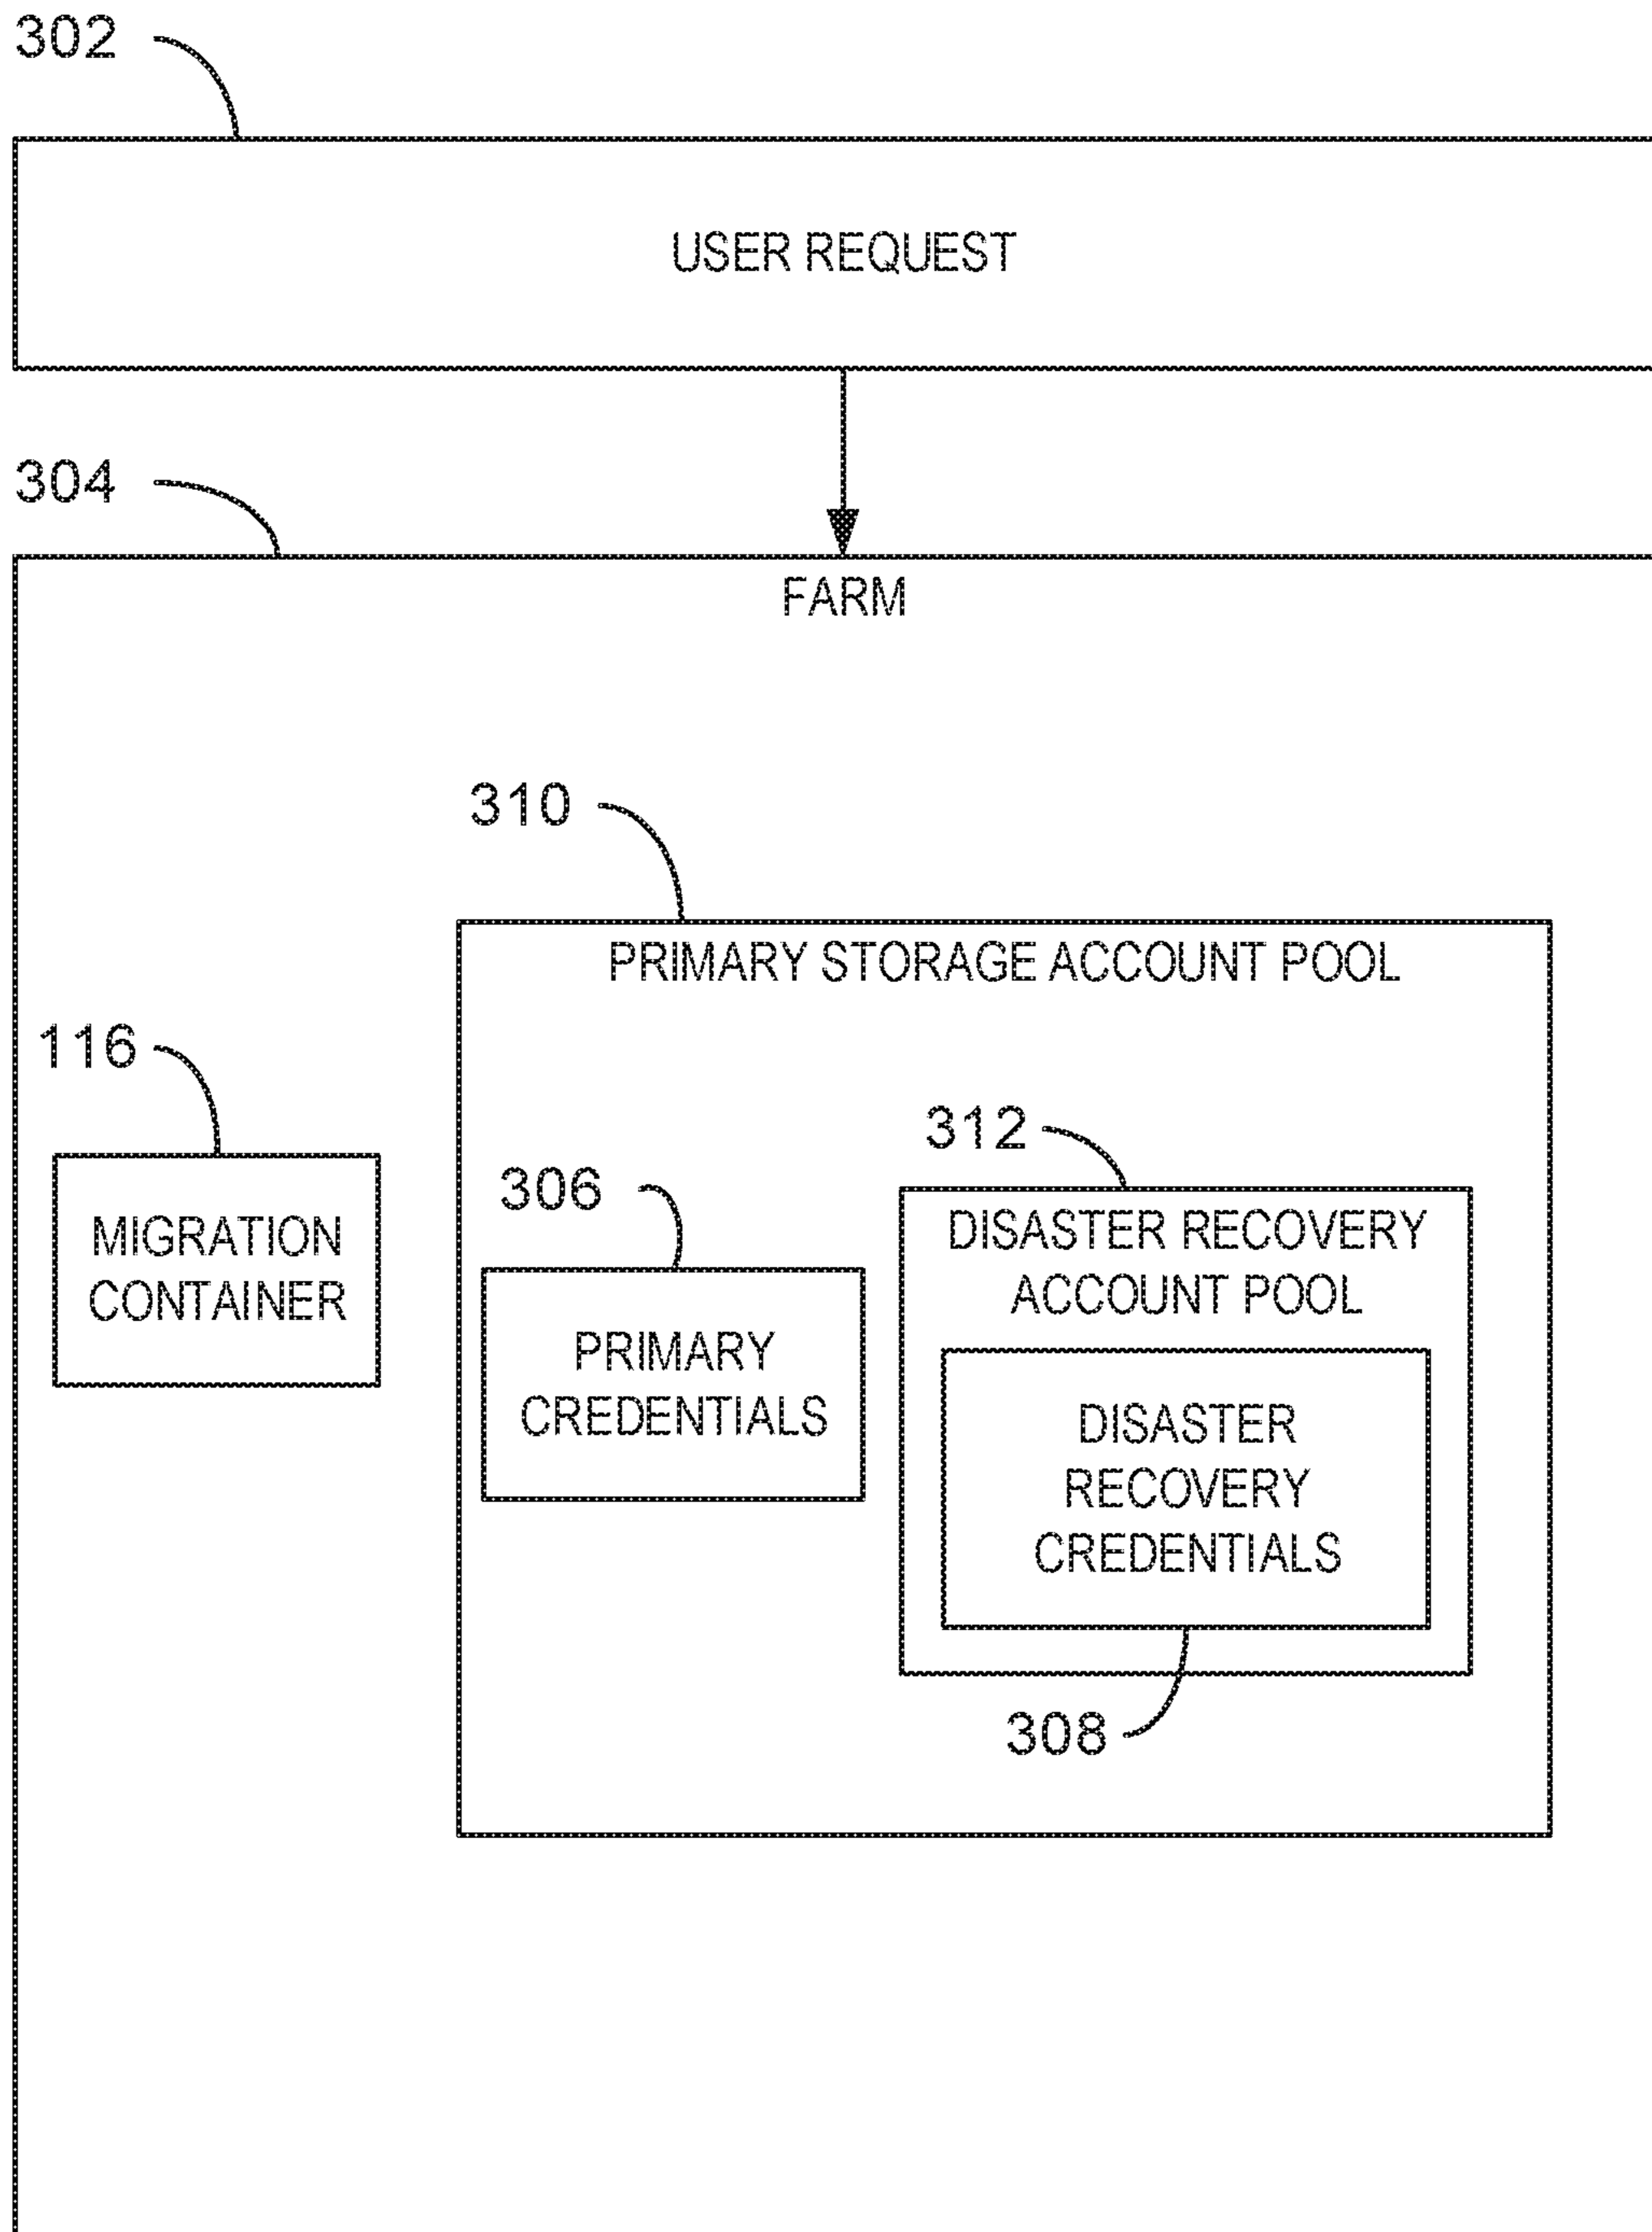 302
USER REQUEST
304
FARM
310
PRIMARY STORAGE ACCOUNT POOL
116
MIGRATION
CONTAINER
306
PRIMARY
CREDENTIALS
312
DISASTER RECOVERY
ACCOUNT POOL
DISASTER
RECOVERY
CREDENTIALS
308